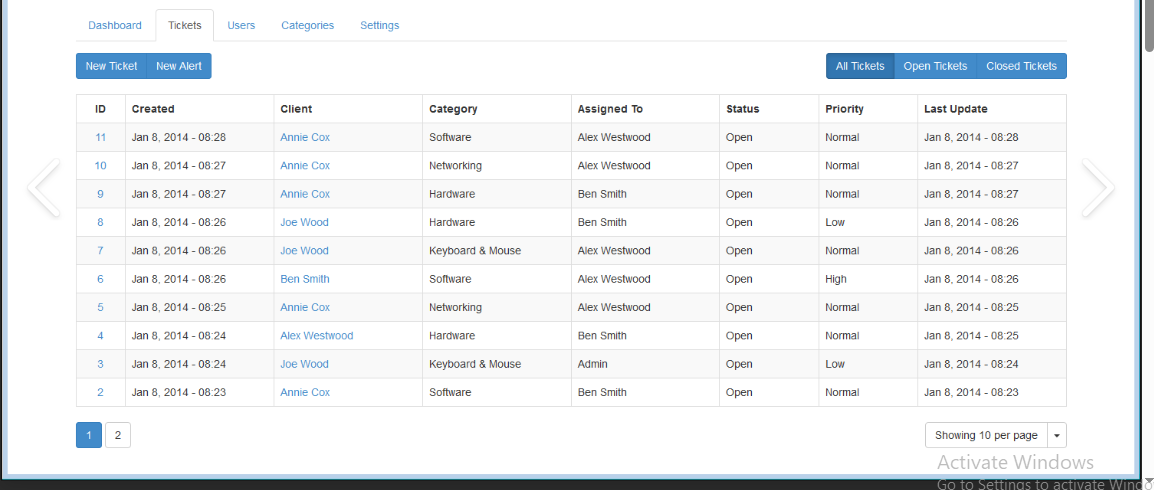 Dashboard Tickets Users Categories Settings
New Ticket New Alert All Tickets Open Tickets Closed Tickets
ID Created Client Category Assigned To Status Priority Last Update
11 Jan 8, 2014 - 08:28 Annie Cox Software Alex Westwood Open Normal Jan 8, 2014 - 08:28
10 Jan 8, 2014 - 08:27 Annie Cox Networking Alex Westwood Open Normal Jan 8, 2014 - 08:27
9 Jan 8, 2014 - 08:27 Annie Cox Hardware Ben Smith Open Normal Jan 8, 2014 - 08:27
8 Jan 8, 2014 - 08:26 Joe Wood Hardware Ben Smith Open Low Jan 8, 2014 - 08:26
7 Jan 8, 2014 - 08:26 Joe Wood Keyboard & Mouse Alex Westwood Open Normal Jan 8, 2014 - 08:26
6 Jan 8, 2014 - 08:26 Ben Smith Software Alex Westwood Open High Jan 8, 2014 - 08:26
5 Jan 8, 2014 - 08:25 Annie Cox Networking Alex Westwood Open Normal Jan 8, 2014 - 08:25
4 Jan 8, 2014 - 08:24 Alex Westwood Hardware Ben Smith Open Normal Jan 8, 2014 - 08:25
3 Jan 8, 2014 - 08:24 Joe Wood Keyboard & Mouse Admin Open Low Jan 8, 2014 - 08:24
2 Jan 8, 2014 - 08:23 Annie Cox Software Ben Smith Open Normal Jan 8, 2014 - 08:23
1 2 Showing 10 per page
Activate Windows
Go to Settings to activate Windo